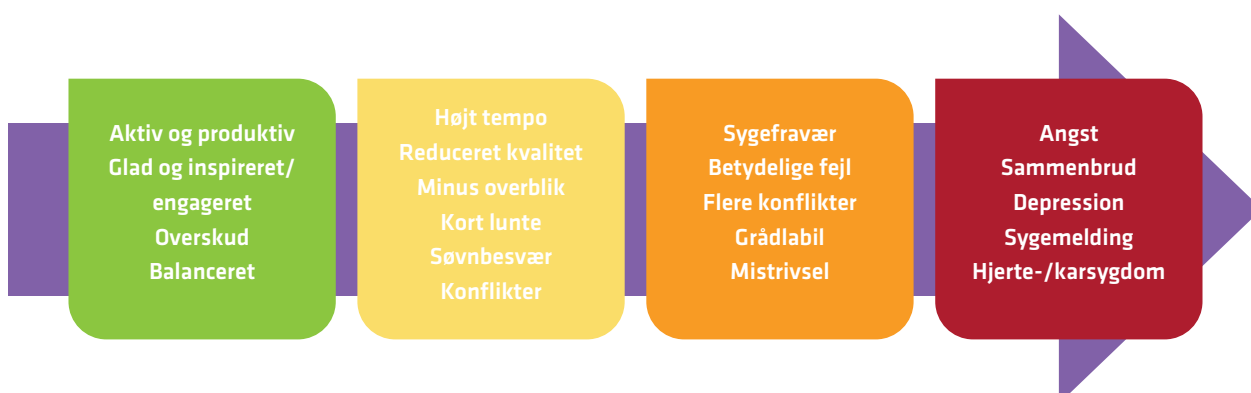 Aktiv og produktiv
Glad og inspireret/
engageret
Overskud
Balanceret
Højt tempo
Reduceret kvalitet
Minus overblik
Kort lunte
Søvnbesvær
Konflikter
Sygefravær
Betydelige fejl
Flere konflikter
Grådlabil
Mistrivsel
Angst
Sammenbrud
Depression
Sygemelding
Hjerte-/karsygdom